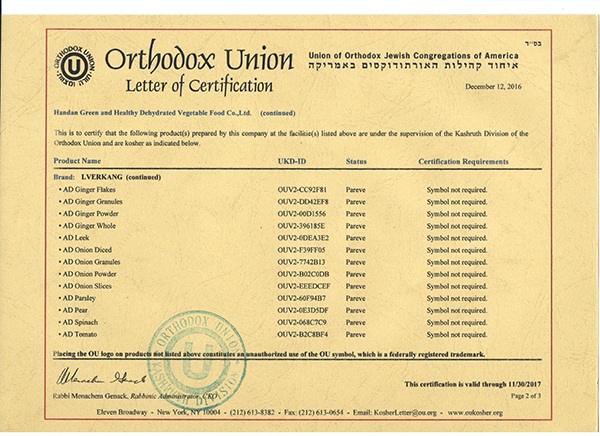 בס״ד
Orthodox Union
Letter of Certification
Union of Orthodox Jewish Congregations of America
איחוד קהילות האורתודוקסים באמריקה
December 12, 2016
Handan Green and Healthy Dehydrated Vegetable Food Co.,Ltd. (continued)
This is to certify that the following product(s) prepared by this company at the facilitie(s) listed above are under the supervision of the Kashruth Division of the
Orthodox Union and are kosher as indicated below.
Product Name UKD-ID Status Certification Requirements
Brand: LVERKANG (continued)
• AD Ginger Flakes OUV2-CC92F81 Pareve Symbol not required.
• AD Ginger Granules OUV2-DD42EF8 Pareve Symbol not required.
• AD Ginger Powder OUV2-00D1556 Pareve Symbol not required.
• AD Ginger Whole OUV2-396185E Pareve Symbol not required.
• AD Leek OUV2-0DEA3E2 Pareve Symbol not required.
• AD Onion Diced OUV2-F39FF05 Pareve Symbol not required.
• AD Onion Granules OUV2-7742B13 Pareve Symbol not required.
• AD Onion Powder OUV2-B02C0DB Pareve Symbol not required.
• AD Onion Slices OUV2-EEEDCEF Pareve Symbol not required.
• AD Parsley OUV2-60F94B7 Pareve Symbol not required.
• AD Pear OUV2-0E3D5DF Pareve Symbol not required.
• AD Spinach OUV2-068C7C9 Pareve Symbol not required.
• AD Tomato OUV2-B2C8BF4 Pareve Symbol not required.
Placing the OU logo on products not listed above constitutes an unauthorized use of the OU symbol, which is a federally registered trademark.
Menachem Genack
This certification is valid through 11/30/2017
Rabbi Menachem Genack, Rabbinic Administrator, CEO
Page 2 of 3
Eleven Broadway - New York, NY 10004 - (212) 613-8382 - Fax: (212) 613-0654 - Email: KosherLetter@ou.org - www.oukosher.org
ORTHODOX UNION
U
KASHRUTH DIVISION